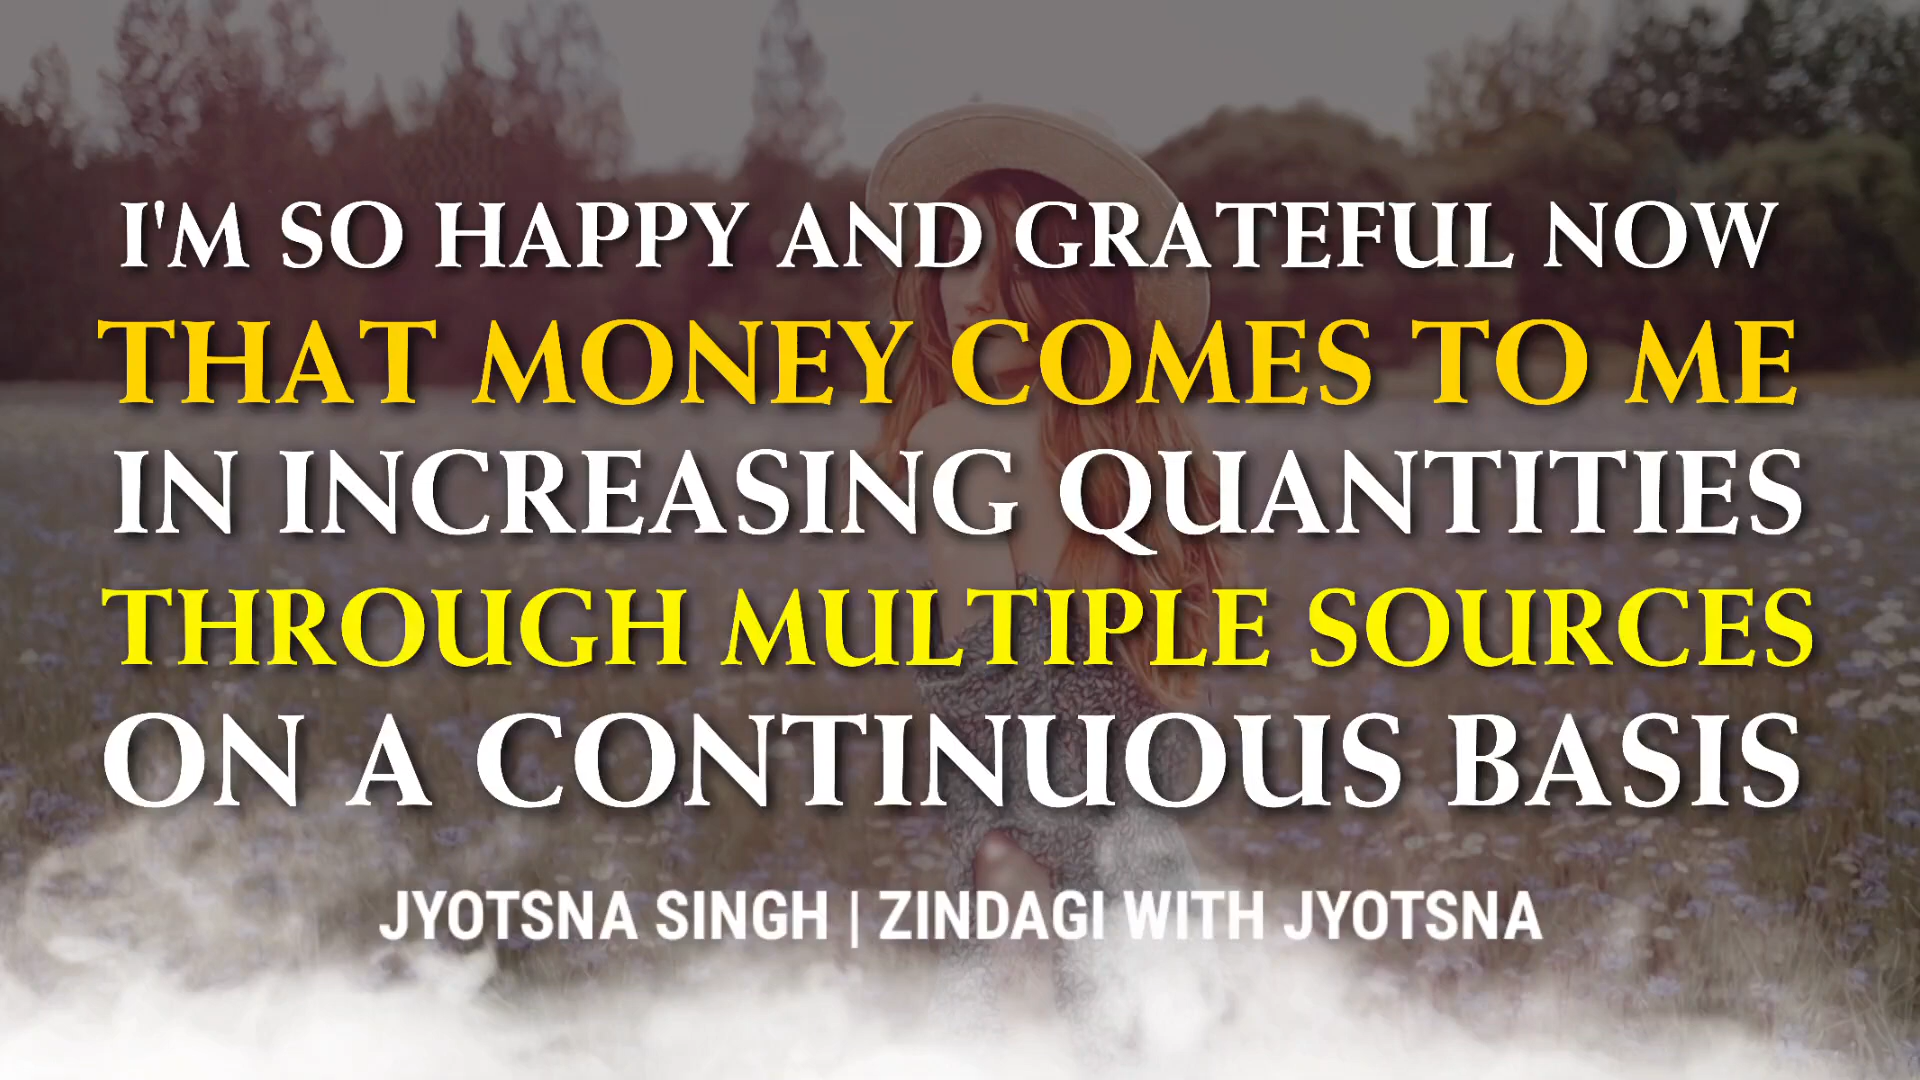 I'M SO HAPPY AND GRATEFUL NOW
THAT MONEY COMES TO ME
IN INCREASING QUANTITIES
THROUGH MULTIPLE SOURCES
ON A CONTINUOUS BASIS
JYOTSNA SINGH | ZINDAGI WITH JYOTSNA